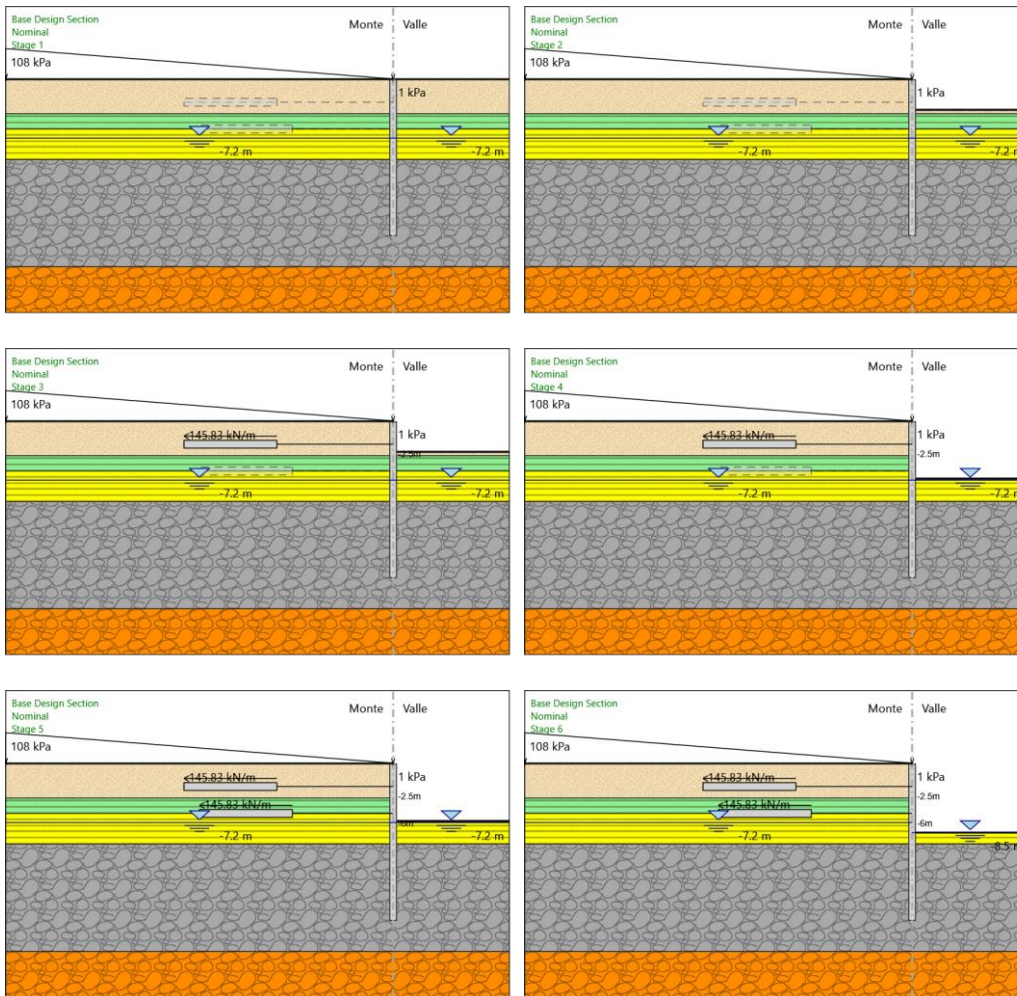 Base Design Section
Nominal
Stage 1
108 kPa
Monte
Valle
1 kPa
-7.2 m
-7.2 m
Base Design Section
Nominal
Stage 2
108 kPa
Monte
Valle
1 kPa
-7.2 m
-7.2 m
Base Design Section
Nominal
Stage 3
108 kPa
Monte
Valle
145.83 kN/m
1 kPa
-2.5m
-7.2 m
-7.2 m
Base Design Section
Nominal
Stage 4
108 kPa
Monte
Valle
145.83 kN/m
1 kPa
-2.5m
-7.2 m
-7.2 m
Base Design Section
Nominal
Stage 5
108 kPa
Monte
Valle
145.83 kN/m
1 kPa
-2.5m
145.83 kN/m
-6m
-7.2 m
-7.2 m
Base Design Section
Nominal
Stage 6
108 kPa
Monte
Valle
145.83 kN/m
1 kPa
-2.5m
145.83 kN/m
-6m
-7.2 m
-8.5 m